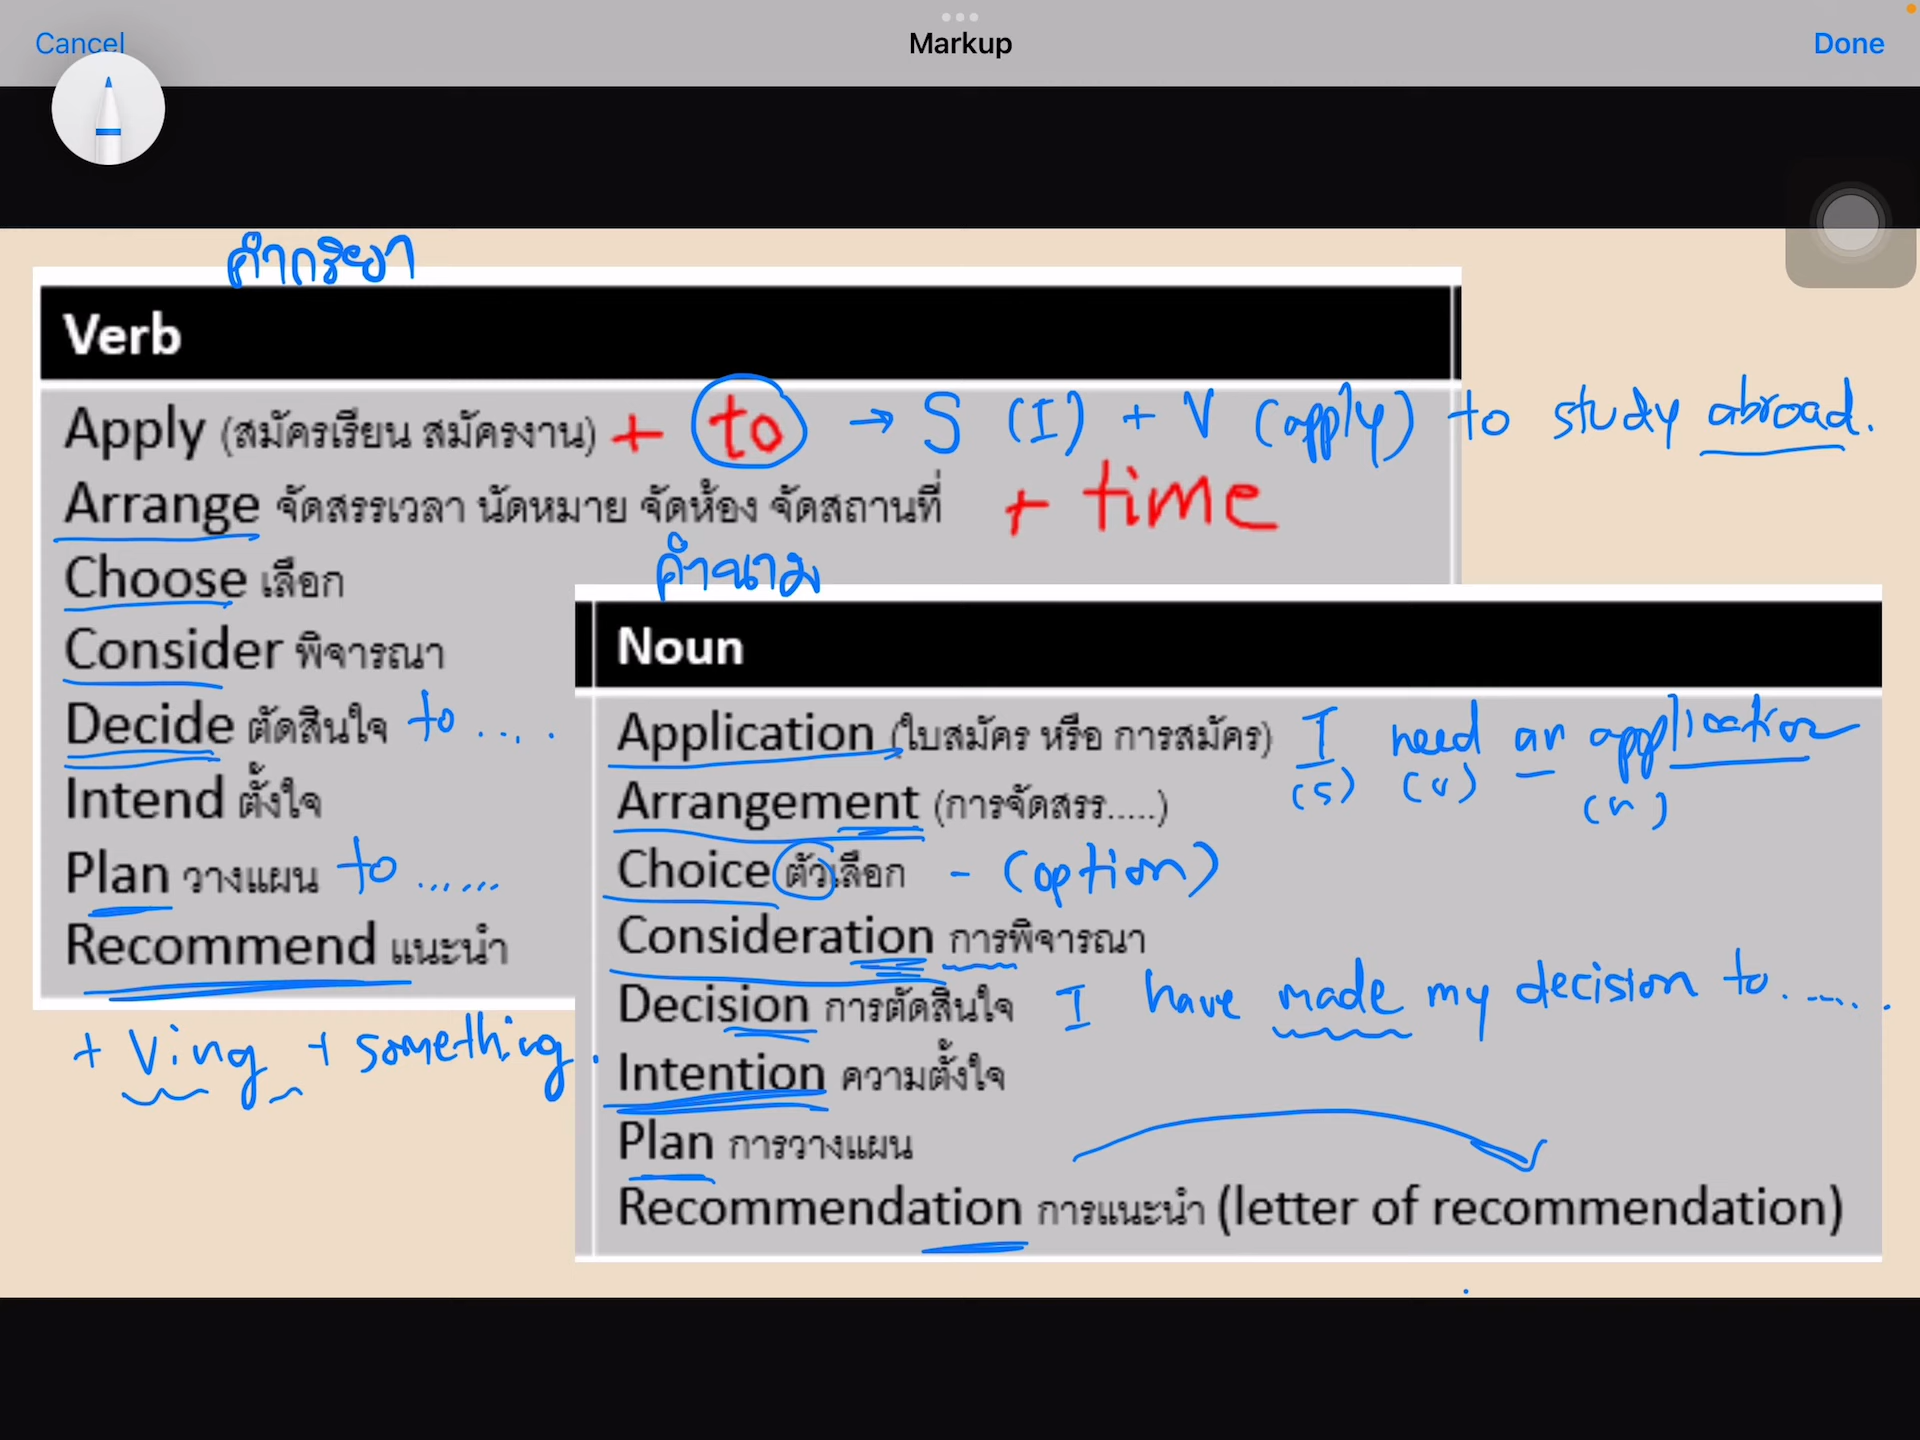 Cancel
Markup
Done
คำกริยา
Verb
Apply (สมัครเรียน สมัครงาน) + to → S (I) + V (apply) to study abroad.
Arrange จัดสรรเวลา นัดหมาย จัดห้อง จัดสถานที่ + time
Choose เลือก
Consider พิจารณา
Decide ตัดสินใจ to ....
Intend ตั้งใจ
Plan วางแผน to ......
Recommend แนะนำ
+ Ving + something.
คำนาม
Noun
Application (ใบสมัคร หรือ การสมัคร) I need an application
(s) (v) (n)
Arrangement (การจัดสรร.....)
Choice ตัวเลือก - (option)
Consideration การพิจารณา
Decision การตัดสินใจ I have made my decision to......
Intention ความตั้งใจ
Plan การวางแผน
Recommendation การแนะนำ (letter of recommendation)